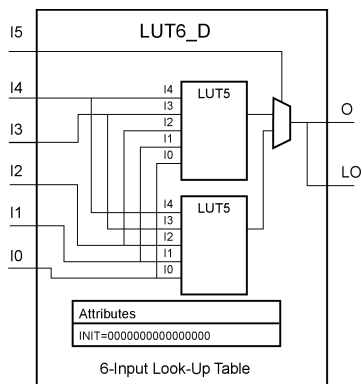 I5
LUT6_D
I4
I4
I3
LUT5
I2
I1
I0
O
I3
I2
LO
I4
I3
LUT5
I2
I1
I0
I1
I0
Attributes
INIT=0000000000000000
6-Input Look-Up Table